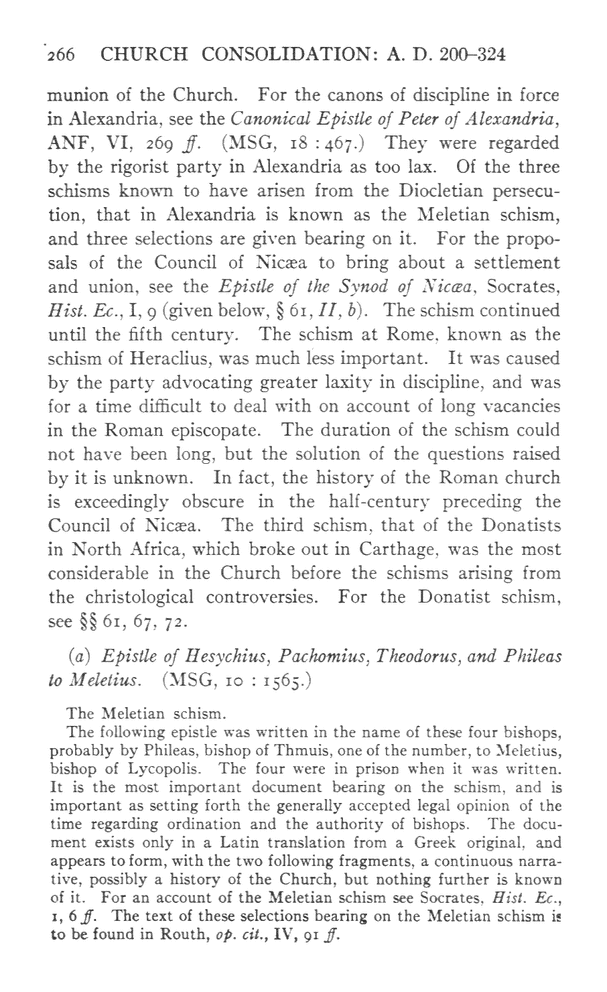 266 CHURCH CONSOLIDATION: A. D. 200–324
munion of the Church. For the canons of discipline in force
in Alexandria, see the Canonical Epistle of Peter of Alexandria,
ANF, VI, 269 ff. (MSG, 18 : 467.) They were regarded
by the rigorist party in Alexandria as too lax. Of the three
schisms known to have arisen from the Diocletian persecu-
tion, that in Alexandria is known as the Meletian schism,
and three selections are given bearing on it. For the propo-
sals of the Council of Nicæa to bring about a settlement
and union, see the Epistle of the Synod of Nicæa, Socrates,
Hist. Ec., I, 9 (given below, § 61, II, b). The schism continued
until the fifth century. The schism at Rome, known as the
schism of Heraclius, was much less important. It was caused
by the party advocating greater laxity in discipline, and was
for a time difficult to deal with on account of long vacancies
in the Roman episcopate. The duration of the schism could
not have been long, but the solution of the questions raised
by it is unknown. In fact, the history of the Roman church
is exceedingly obscure in the half-century preceding the
Council of Nicæa. The third schism, that of the Donatists
in North Africa, which broke out in Carthage, was the most
considerable in the Church before the schisms arising from
the christological controversies. For the Donatist schism,
see §§ 61, 67, 72.
(a) Epistle of Hesychius, Pachomius, Theodorus, and Phileas
to Meletius. (MSG, 10 : 1565.)
The Meletian schism.
The following epistle was written in the name of these four bishops,
probably by Phileas, bishop of Thmuis, one of the number, to Meletius,
bishop of Lycopolis. The four were in prison when it was written.
It is the most important document bearing on the schism, and is
important as setting forth the generally accepted legal opinion of the
time regarding ordination and the authority of bishops. The docu-
ment exists only in a Latin translation from a Greek original, and
appears to form, with the two following fragments, a continuous narra-
tive, possibly a history of the Church, but nothing further is known
of it. For an account of the Meletian schism see Socrates, Hist. Ec.,
1, 6 ff. The text of these selections bearing on the Meletian schism is
to be found in Routh, op. cit., IV, 91 ff.